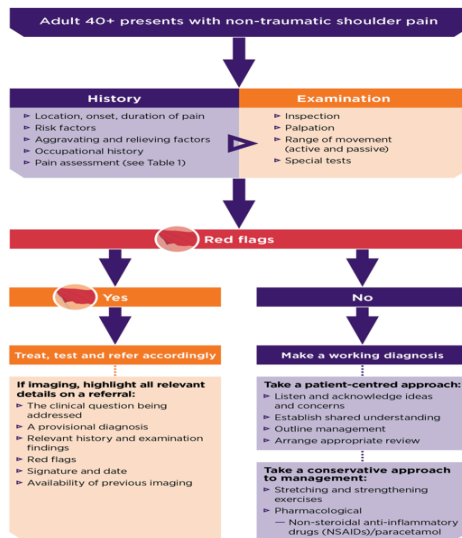 Adult 40+ presents with non-traumatic shoulder pain
History
▹ Location, onset, duration of pain
▹ Risk factors
▹ Aggravating and relieving factors
▹ Occupational history
▹ Pain assessment (see Table 1)
Examination
▹ Inspection
▹ Palpation
▹ Range of movement
(active and passive)
▹ Special tests
Red flags
Yes
No
Treat, test and refer accordingly
If imaging, highlight all relevant
details on a referral:
▹ The clinical question being
addressed
▹ A provisional diagnosis
▹ Relevant history and examination
findings
▹ Red flags
▹ Signature and date
▹ Availability of previous imaging
Make a working diagnosis
Take a patient-centred approach:
▹ Listen and acknowledge ideas
and concerns
▹ Establish shared understanding
▹ Outline management
▹ Arrange appropriate review
Take a conservative approach
to management:
▹ Stretching and strengthening
exercises
▹ Pharmacological
— Non-steroidal anti-inflammatory
drugs (NSAIDs)/paracetamol